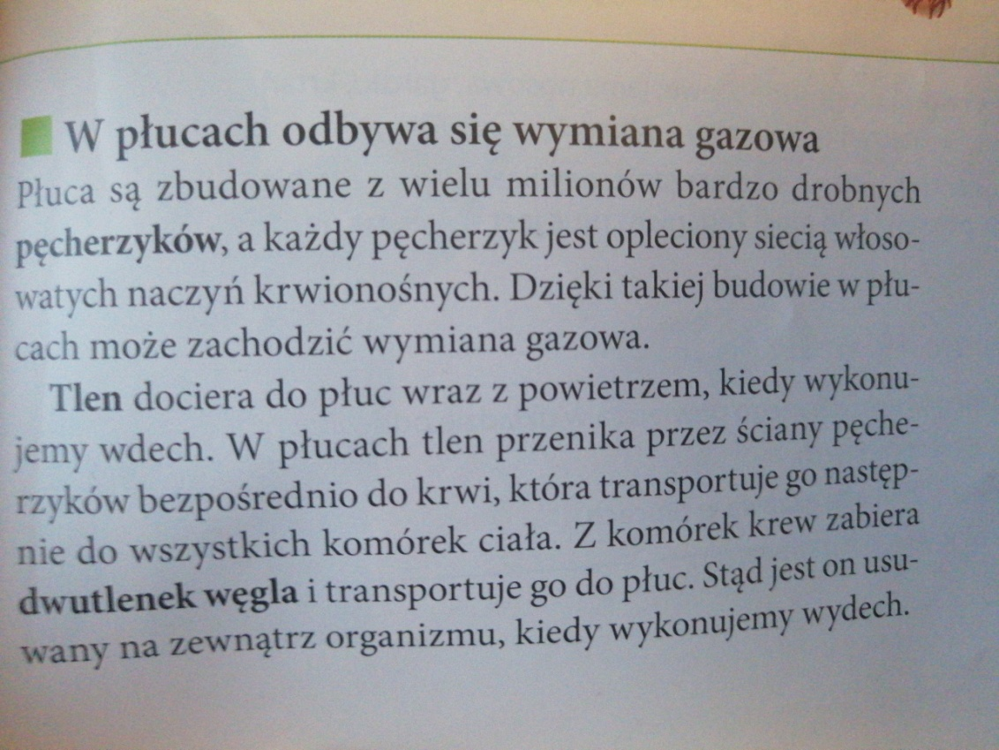 W płucach odbywa się wymiana gazowa
Płuca są zbudowane z wielu milionów bardzo drobnych
pęcherzyków, a każdy pęcherzyk jest opleciony siecią włoso-
watych naczyń krwionośnych. Dzięki takiej budowie w płu-
cach może zachodzić wymiana gazowa.
Tlen dociera do płuc wraz z powietrzem, kiedy wykonu-
jemy wdech. W płucach tlen przenika przez ściany pęche-
rzyków bezpośrednio do krwi, która transportuje go następ-
nie do wszystkich komórek ciała. Z komórek krew zabiera
dwutlenek węgla i transportuje go do płuc. Stąd jest on usu-
wany na zewnątrz organizmu, kiedy wykonujemy wydech.